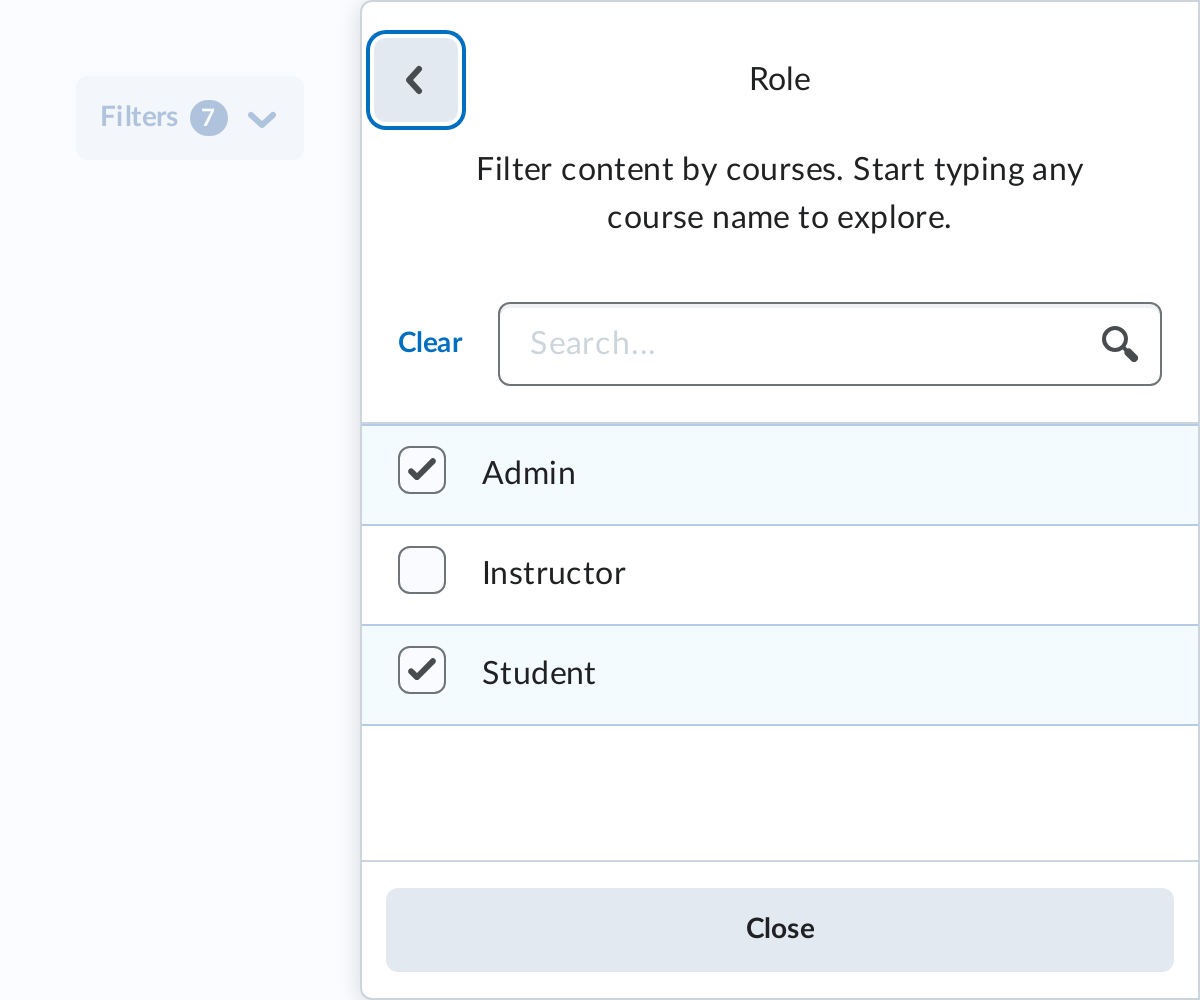 Filters 7
Role
Filter content by courses. Start typing any
course name to explore.
Clear
Search...
Admin
Instructor
Student
Close